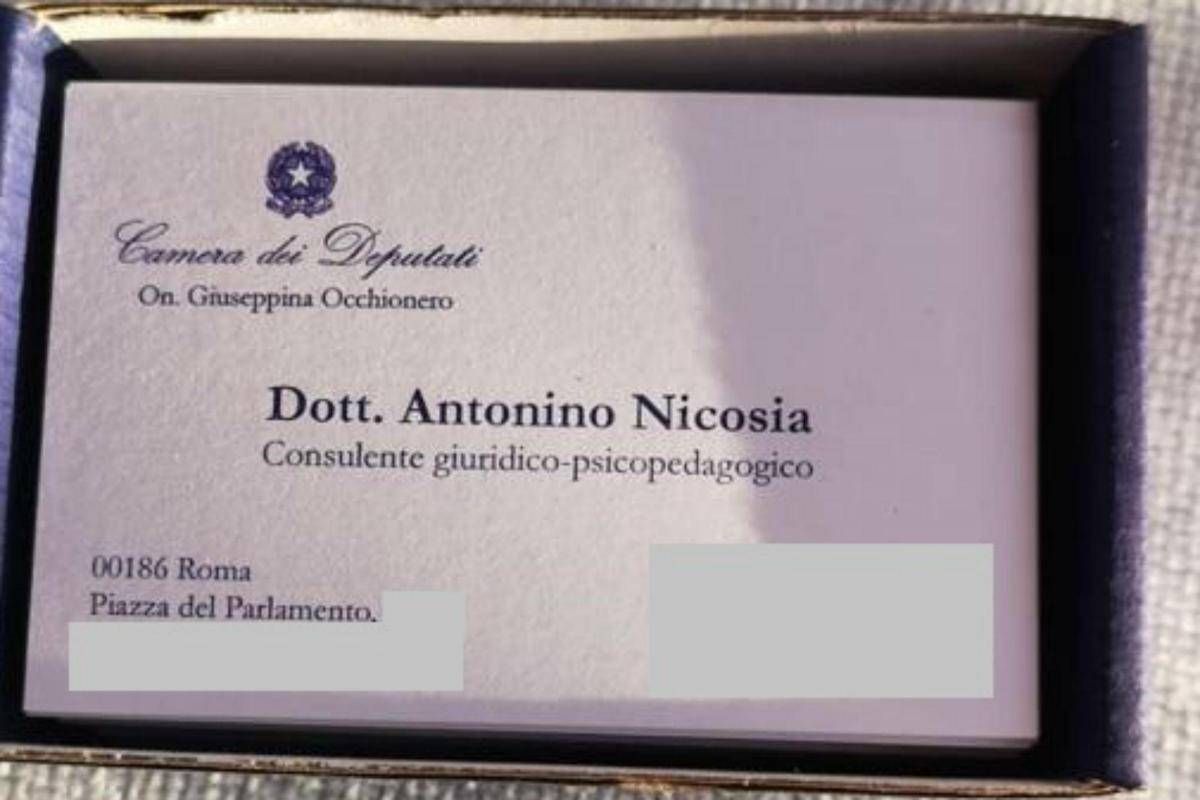 Camera dei Deputati
On. Giuseppina Occhionero
Dott. Antonino Nicosia
Consulente giuridico-psicopedagogico
00186 Roma
Piazza del Parlamento,